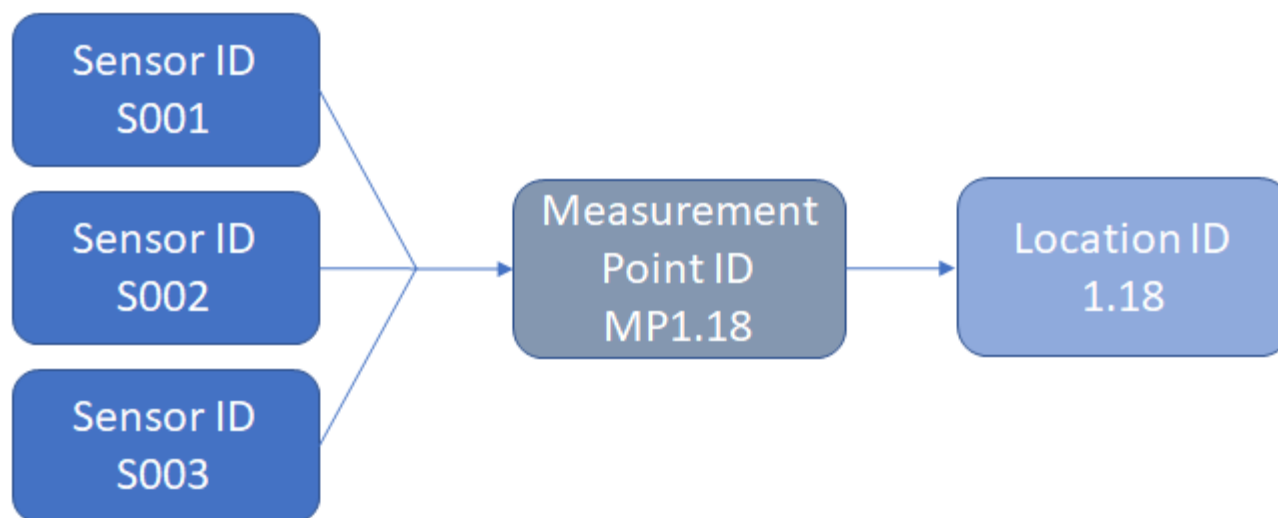 Sensor ID
S001
Sensor ID
S002
Sensor ID
S003
Measurement
Point ID
MP1.18
Location ID
1.18